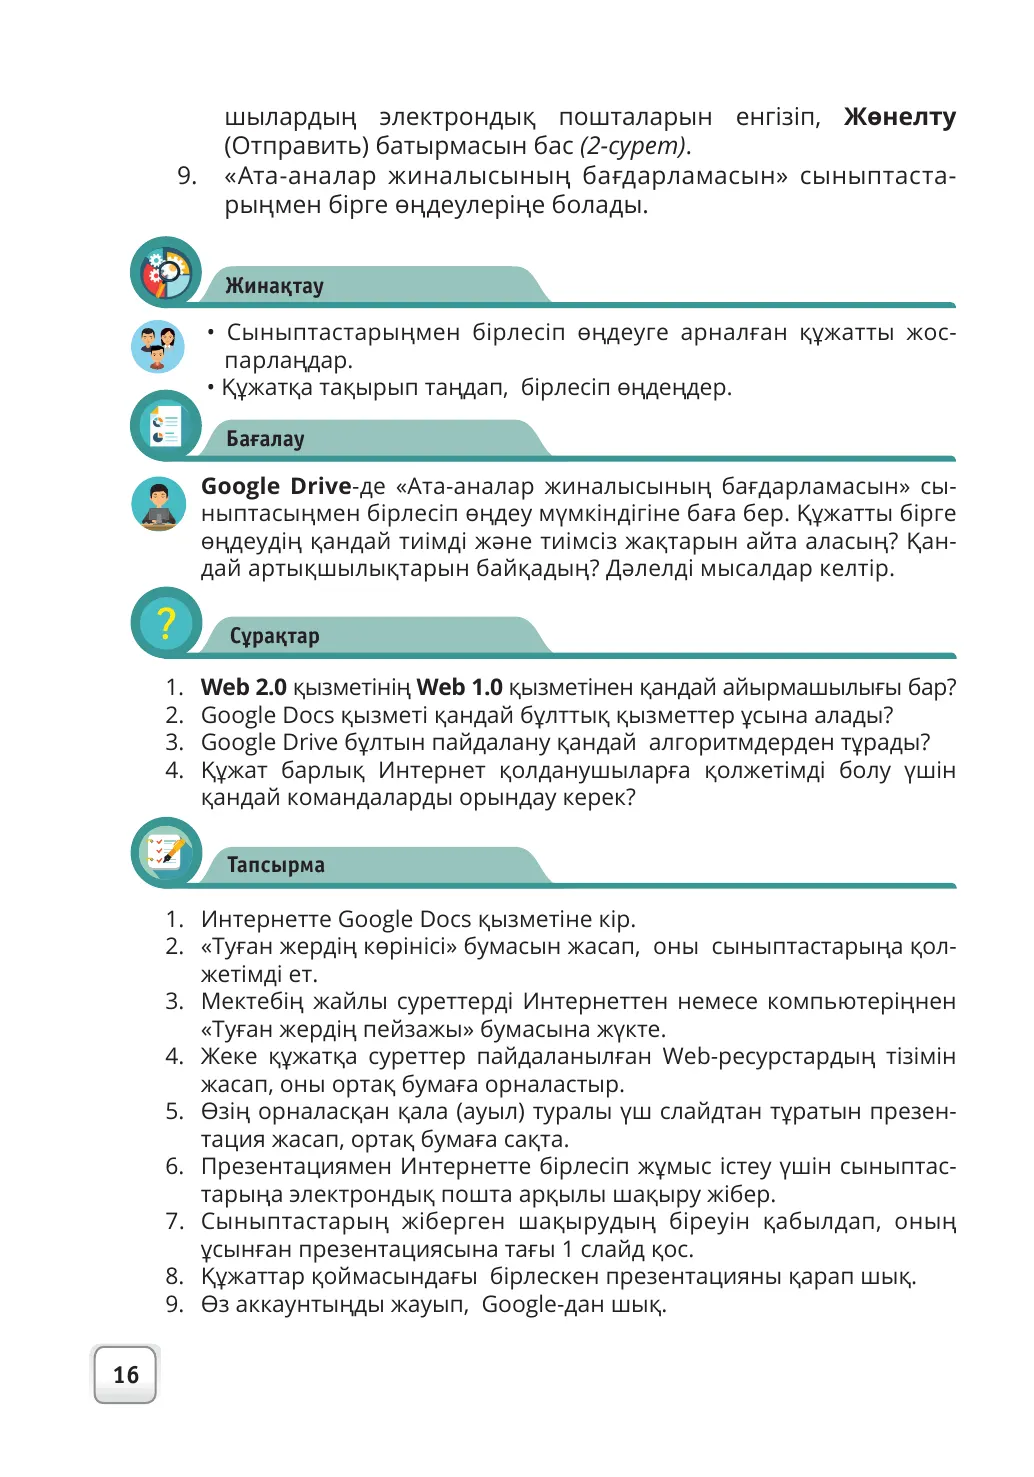 шылардың электрондық пошталарын енгізіп, Жөнелту
(Отправить) батырмасын бас (2-сурет).
9. «Ата-аналар жиналысының бағдарламасын» сыныптаста-
рыңмен бірге өңдеулеріңе болады.
Жинақтау
• Сыныптастарыңмен бірлесіп өңдеуге арналған құжатты жос-
парлаңдар.
• Құжатқа тақырып таңдап, бірлесіп өңдеңдер.
Бағалау
Google Drive-де «Ата-аналар жиналысының бағдарламасын» сы-
ныптасыңмен бірлесіп өңдеу мүмкіндігіне баға бер. Құжатты бірге
өңдеудің қандай тиімді және тиімсіз жақтарын айта аласың? Қан-
дай артықшылықтарын байқадың? Дәлелді мысалдар келтір.
?
Сұрақтар
1. Web 2.0 қызметінің Web 1.0 қызметінен қандай айырмашылығы бар?
2. Google Docs қызметі қандай бұлттық қызметтер ұсына алады?
3. Google Drive бұлтын пайдалану қандай алгоритмдерден тұрады?
4. Құжат барлық Интернет қолданушыларға қолжетімді болу үшін
қандай командаларды орындау керек?
Тапсырма
1. Интернетте Google Docs қызметіне кір.
2. «Туған жердің көрінісі» бумасын жасап, оны сыныптастарыңа қол-
жетімді ет.
3. Мектебің жайлы суреттерді Интернеттен немесе компьютеріңнен
«Туған жердің пейзажы» бумасына жүкте.
4. Жеке құжатқа суреттер пайдаланылған Web-ресурстардың тізімін
жасап, оны ортақ бумаға орналастыр.
5. Өзің орналасқан қала (ауыл) туралы үш слайдтан тұратын презен-
тация жасап, ортақ бумаға сақта.
6. Презентациямен Интернетте бірлесіп жұмыс істеу үшін сыныптас-
тарыңа электрондық пошта арқылы шақыру жібер.
7. Сыныптастарың жіберген шақырудың біреуін қабылдап, оның
ұсынған презентациясына тағы 1 слайд қос.
8. Құжаттар қоймасындағы бірлескен презентацияны қарап шық.
9. Өз аккаунтыңды жауып, Google-дан шық.
16